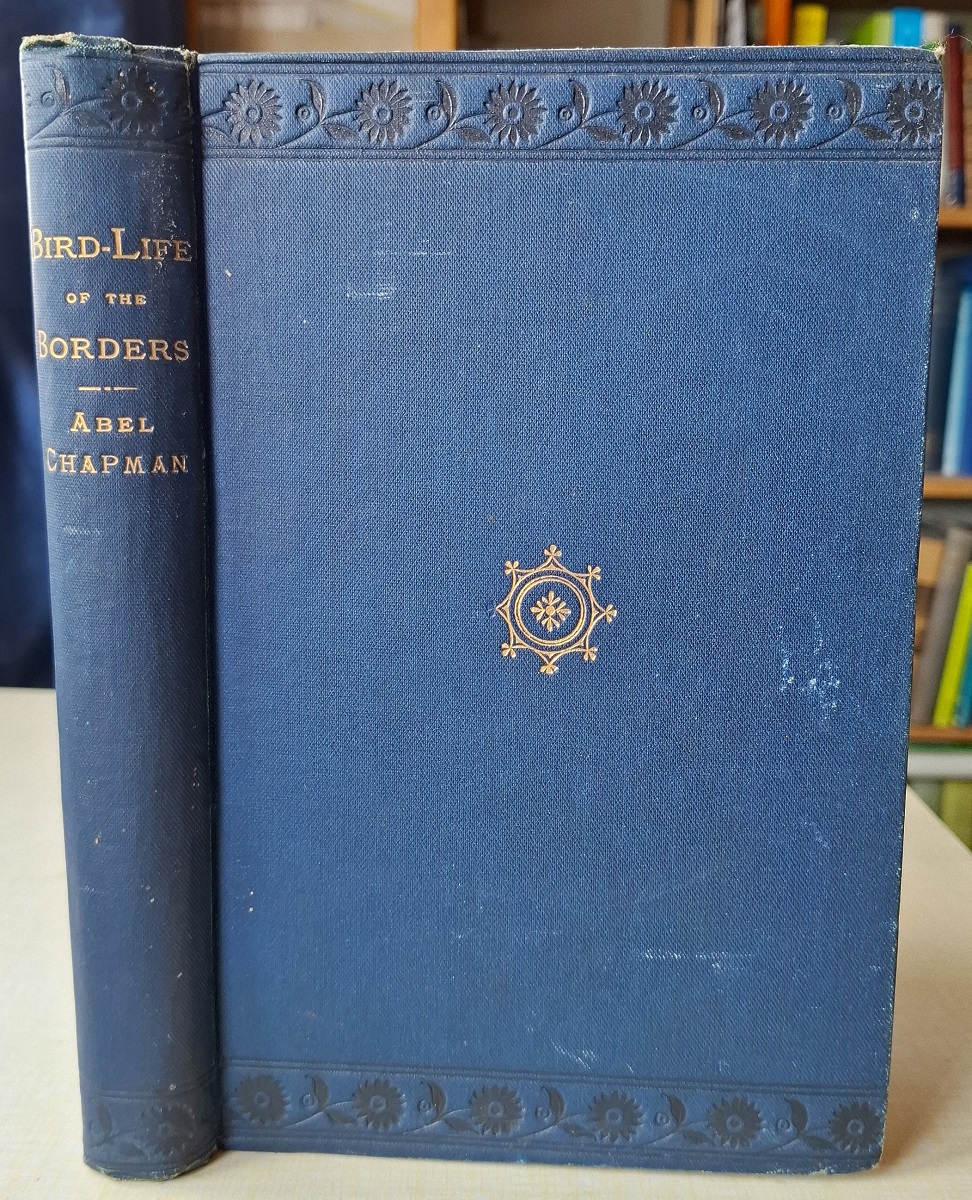 BIRD-LIFE
OF THE
BORDERS
ABEL
CHAPMAN